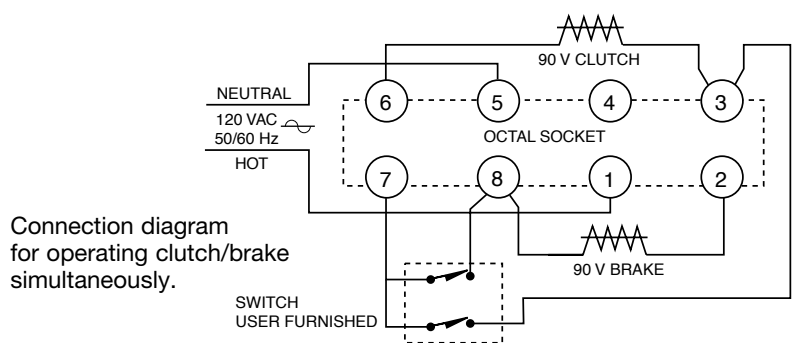 90 V CLUTCH
NEUTRAL
6
5
4
3
120 VAC
50/60 Hz
OCTAL SOCKET
HOT
7
8
1
2
Connection diagram
for operating clutch/brake
simultaneously.
90 V BRAKE
SWITCH
USER FURNISHED